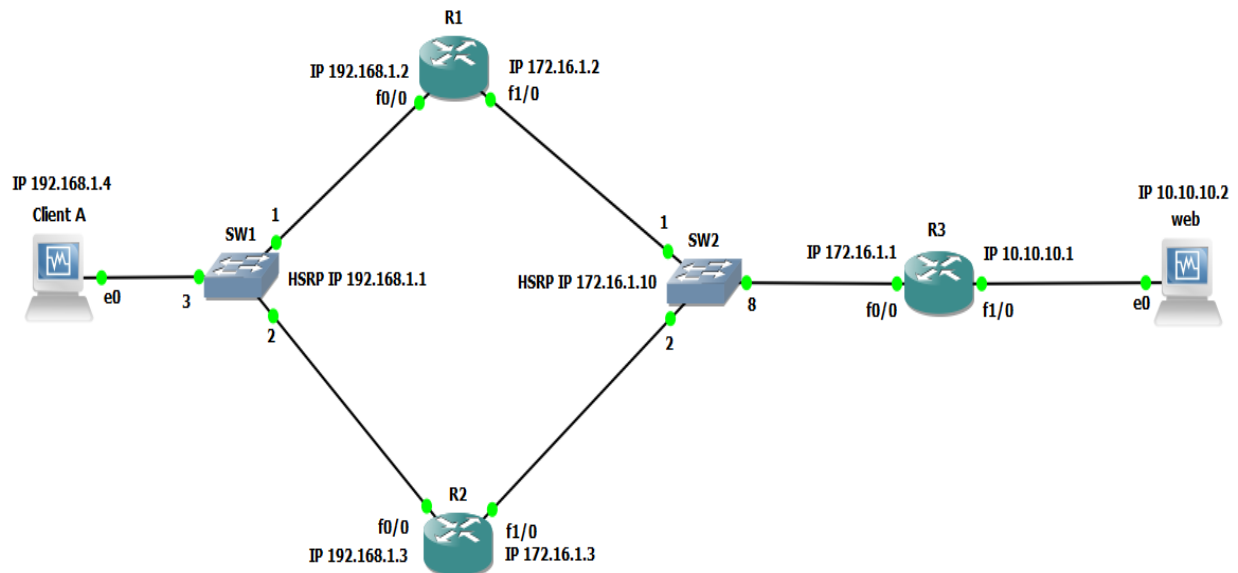 R1
IP 192.168.1.2
IP 172.16.1.2
f0/0
f1/0
IP 192.168.1.4
Client A
e0
3
SW1
1
2
HSRP IP 192.168.1.1
1
SW2
HSRP IP 172.16.1.10
2
8
R3
IP 172.16.1.1
IP 10.10.10.1
f0/0
f1/0
IP 10.10.10.2
web
e0
R2
f0/0
f1/0
IP 192.168.1.3
IP 172.16.1.3